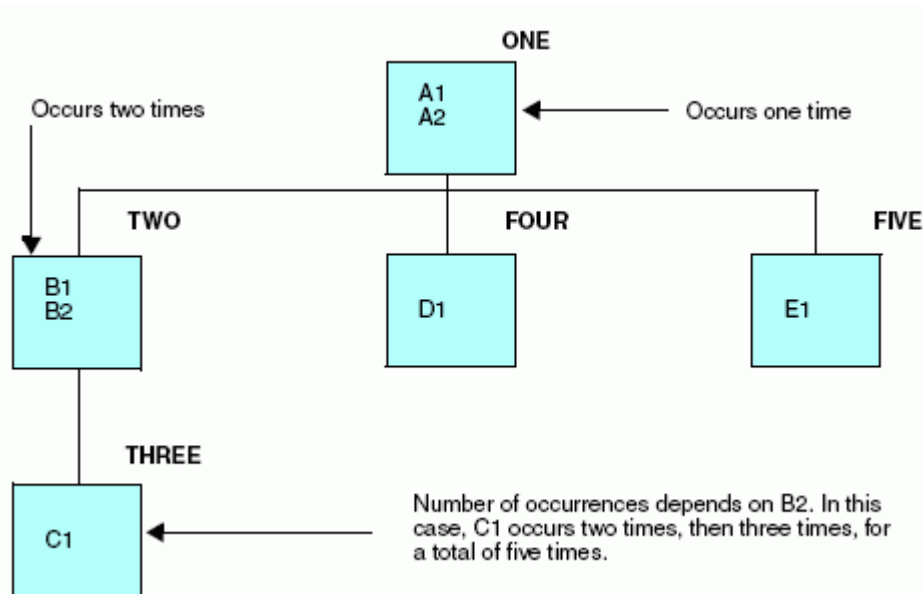 ONE
A1
A2
Occurs two times
Occurs one time
TWO
FOUR
FIVE
B1
B2
D1
E1
THREE
C1
Number of occurrences depends on B2. In this
case, C1 occurs two times, then three times, for
a total of five times.